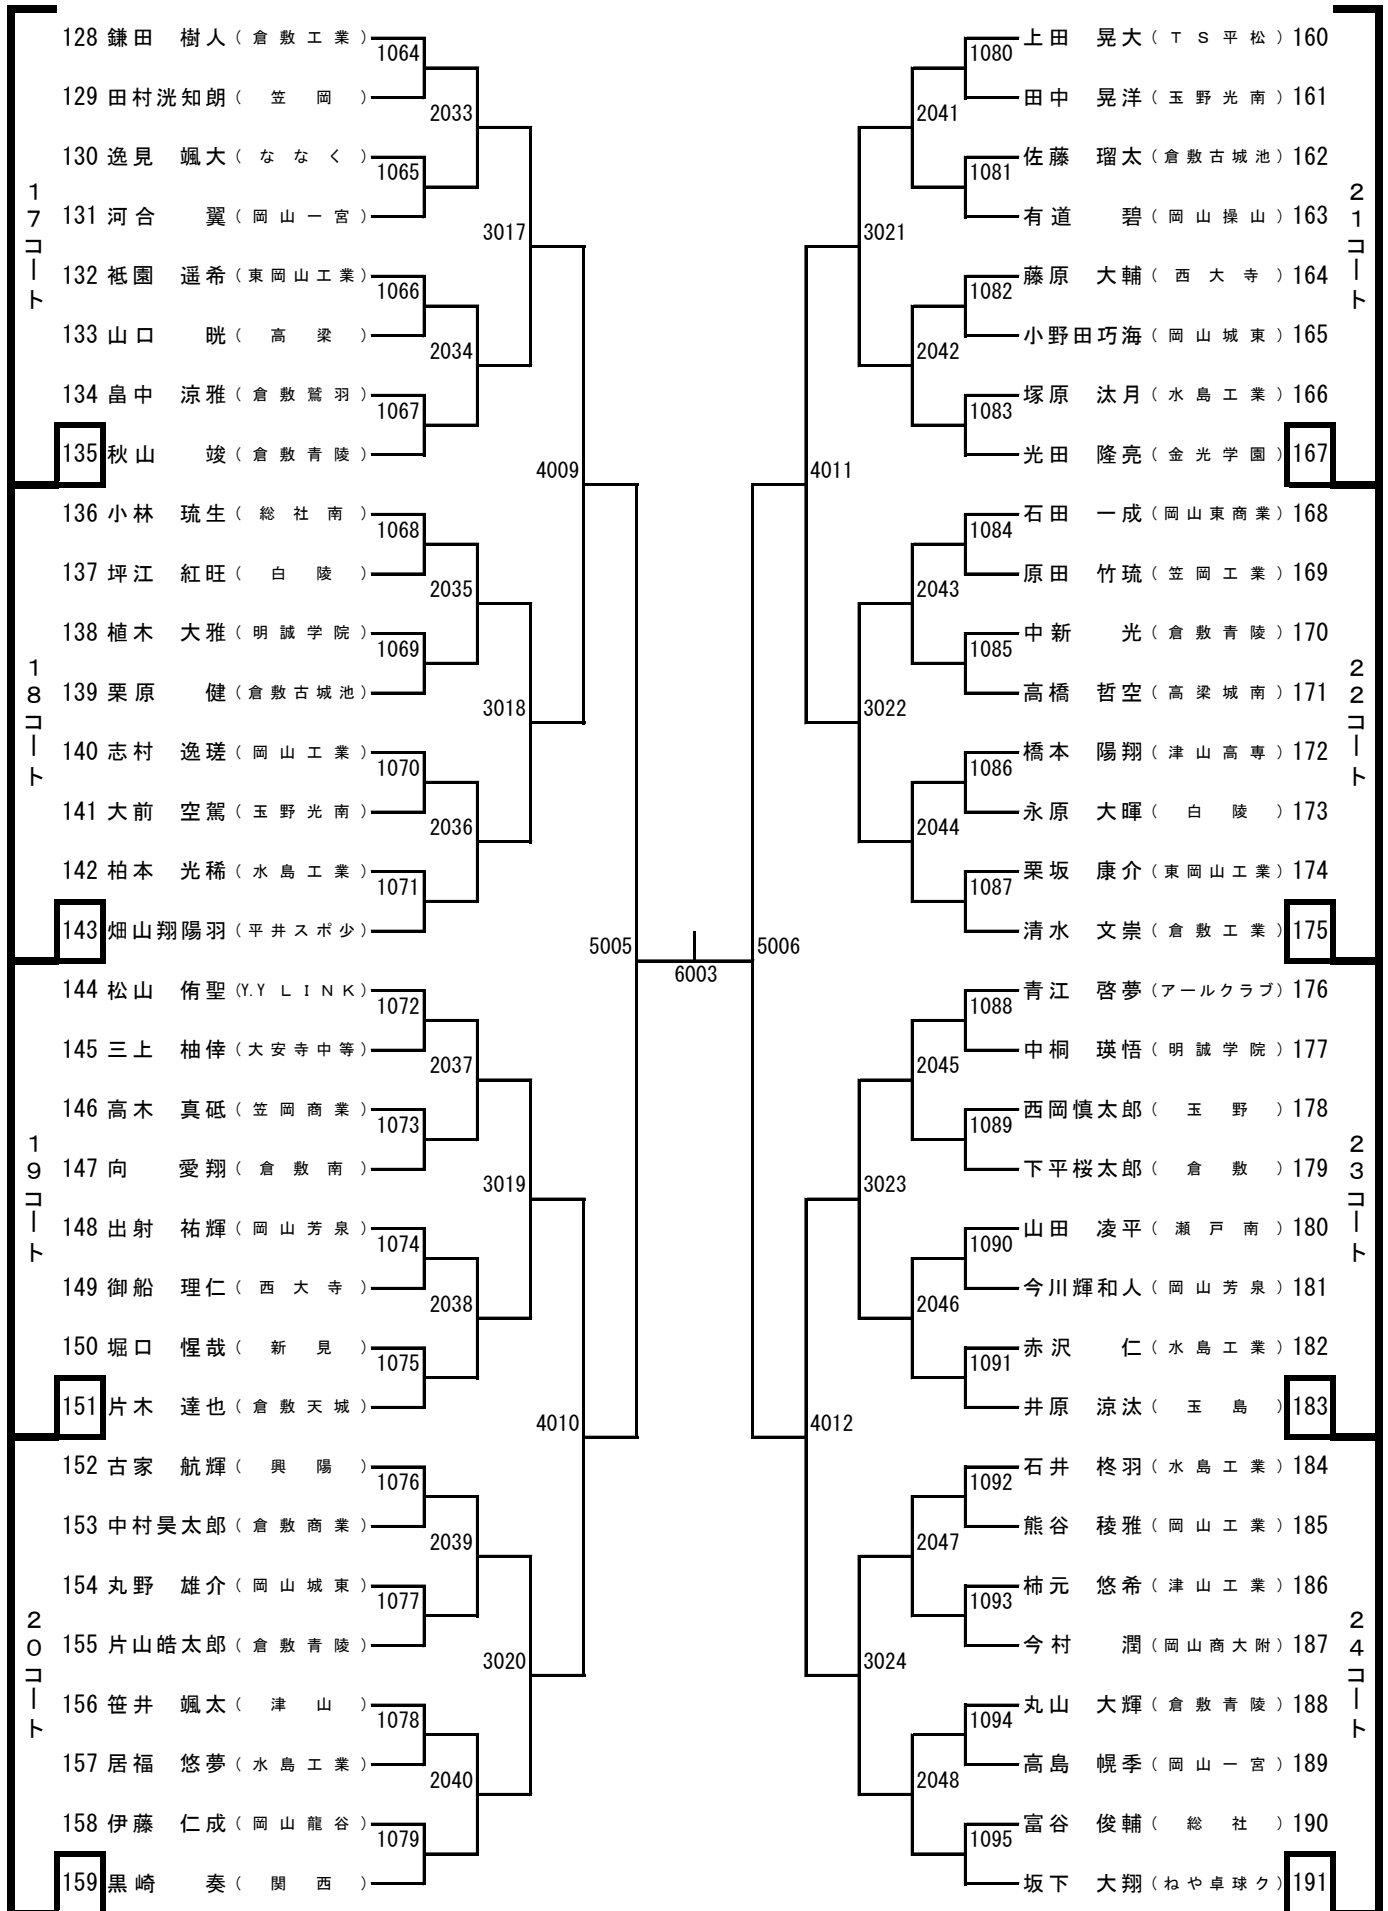 17コート
128 鎌田 樹人（倉敷工業）
1064
129 田村洸知朗（笠岡）
2033
130 逸見 颯大（ななく）
1065
131 河合 翼（岡山一宮）
3017
132 祗園 遥希（東岡山工業）
1066
133 山口 晄（高梁）
2034
134 畠中 涼雅（倉敷鷲羽）
1067
135 秋山 竣（倉敷青陵）
4009
18コート
136 小林 琉生（総社南）
1068
137 坪江 紅旺（白陵）
2035
138 植木 大雅（明誠学院）
1069
139 栗原 健（倉敷古城池）
3018
140 志村 逸瑳（岡山工業）
1070
141 大前 空駕（玉野光南）
2036
142 柏本 光稀（水島工業）
1071
143 畑山翔陽羽（平井スポ少）
5005
19コート
144 松山 侑聖（Y.Y LINK）
1072
145 三上 柚倖（大安寺中等）
2037
146 高木 真砥（笠岡商業）
1073
147 向 愛翔（倉敷南）
3019
148 出射 祐輝（岡山芳泉）
1074
149 御船 理仁（西大寺）
2038
150 堀口 惺哉（新見）
1075
151 片木 達也（倉敷天城）
4010
20コート
152 古家 航輝（興陽）
1076
153 中村昊太郎（倉敷商業）
2039
154 丸野 雄介（岡山城東）
1077
155 片山皓太郎（倉敷青陵）
3020
156 笹井 颯太（津山）
1078
157 居福 悠夢（水島工業）
2040
158 伊藤 仁成（岡山龍谷）
1079
159 黒崎 奏（関西）
6003
21コート
上田 晃大（TS平松）160
1080
田中 晃洋（玉野光南）161
2041
佐藤 瑠太（倉敷古城池）162
1081
有道 碧（岡山操山）163
3021
藤原 大輔（西大寺）164
1082
小野田巧海（岡山城東）165
2042
塚原 汰月（水島工業）166
1083
光田 隆亮（金光学園）167
4011
22コート
石田 一成（岡山東商業）168
1084
原田 竹琉（笠岡工業）169
2043
中新 光（倉敷青陵）170
1085
高橋 哲空（高梁城南）171
3022
橋本 陽翔（津山高専）172
1086
永原 大暉（白陵）173
2044
栗坂 康介（東岡山工業）174
1087
清水 文崇（倉敷工業）175
5006
23コート
青江 啓夢（アールクラブ）176
1088
中桐 瑛悟（明誠学院）177
2045
西岡慎太郎（玉野）178
1089
下平桜太郎（倉敷）179
3023
山田 凌平（瀬戸南）180
1090
今川輝和人（岡山芳泉）181
2046
赤沢 仁（水島工業）182
1091
井原 涼汰（玉島）183
4012
24コート
石井 柊羽（水島工業）184
1092
熊谷 稜雅（岡山工業）185
2047
柿元 悠希（津山工業）186
1093
今村 潤（岡山商大附）187
3024
丸山 大輝（倉敷青陵）188
1094
高島 幌季（岡山一宮）189
2048
富谷 俊輔（総社）190
1095
坂下 大翔（ねや卓球ク）191